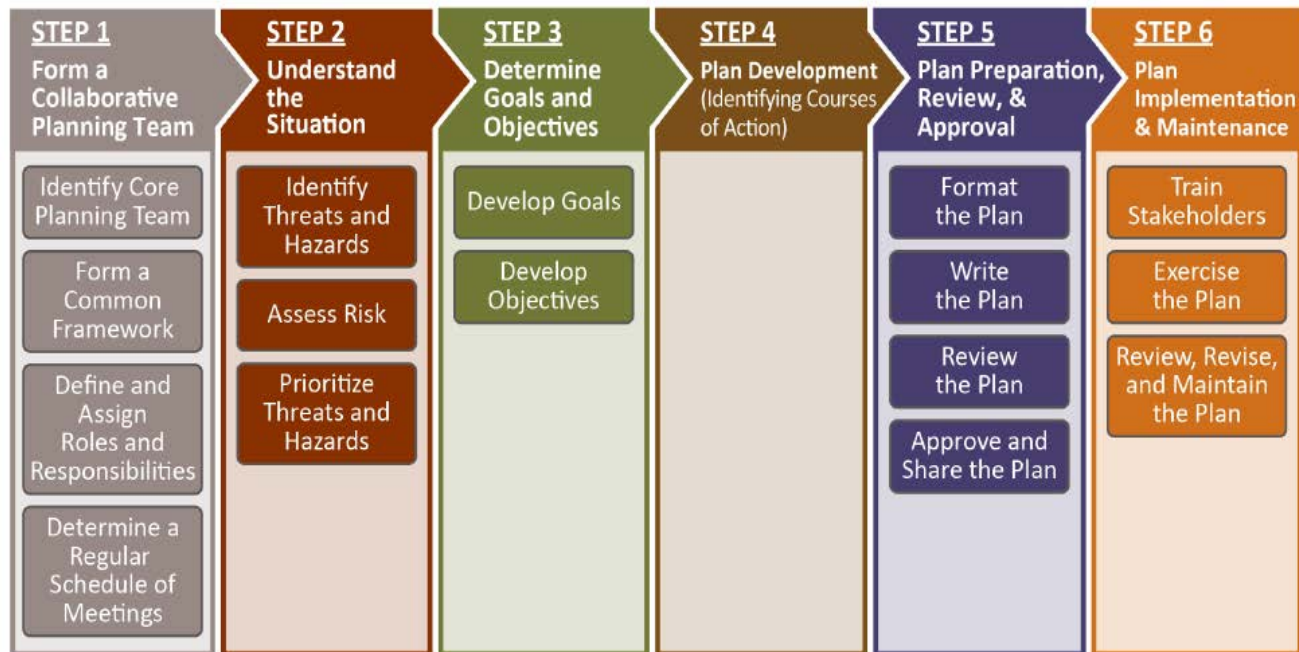 STEP 1
Form a
Collaborative
Planning Team
Identify Core
Planning Team
Form a
Common
Framework
Define and
Assign
Roles and
Responsibilities
Determine a
Regular
Schedule of
Meetings
STEP 2
Understand
the
Situation
Identify
Threats and
Hazards
Assess Risk
Prioritize
Threats and
Hazards
STEP 3
Determine
Goals and
Objectives
Develop Goals
Develop
Objectives
STEP 4
Plan Development
(Identifying Courses
of Action)
STEP 5
Plan Preparation,
Review, &
Approval
Format
the Plan
Write
the Plan
Review
the Plan
Approve and
Share the Plan
STEP 6
Plan
Implementation
& Maintenance
Train
Stakeholders
Exercise
the Plan
Review, Revise,
and Maintain
the Plan